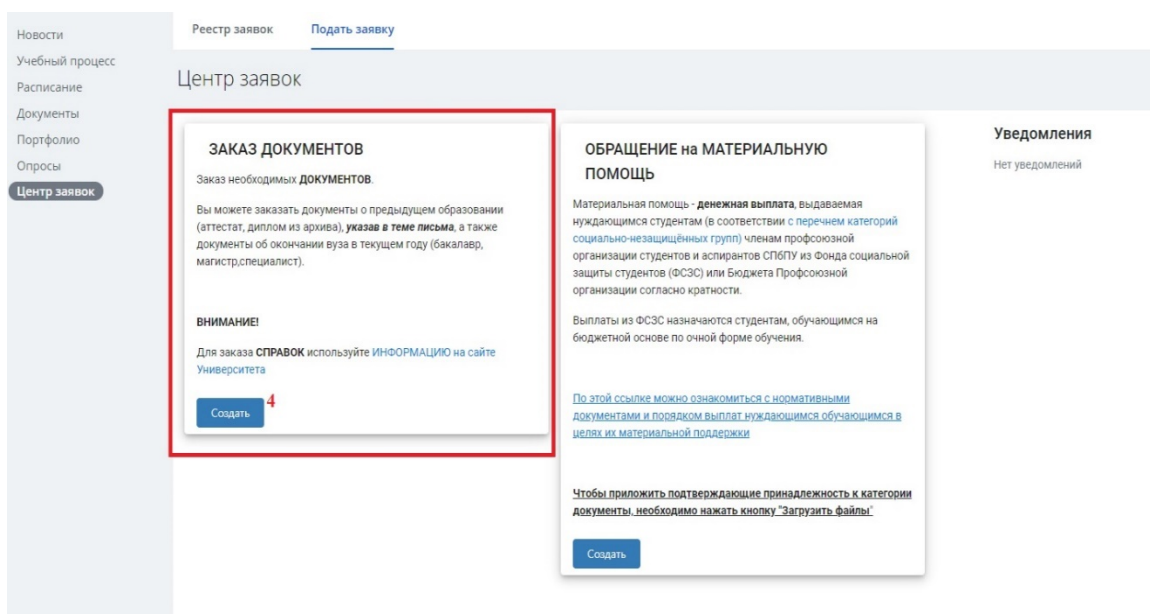 Новости
Учебный процесс
Расписание
Документы
Портфолио
Опросы
Центр заявок
Реестр заявок
Подать заявку
Центр заявок
ЗАКАЗ ДОКУМЕНТОВ
Заказ необходимых ДОКУМЕНТОВ.
Вы можете заказать документы о предыдущем образовании
(аттестат, диплом из архива), указав в теме письма, а также
документы об окончании вуза в текущем году (бакалавр,
магистр,специалист).
ВНИМАНИЕ!
Для заказа СПРАВОК используйте ИНФОРМАЦИЮ на сайте
Университета
Создать
4
ОБРАЩЕНИЕ на МАТЕРИАЛЬНУЮ
ПОМОЩЬ
Материальная помощь - денежная выплата, выдаваемая
нуждающимся студентам (в соответствии с перечнем категорий
социально-незащищённых групп) членам профсоюзной
организации студентов и аспирантов СПбПУ из Фонда социальной
защиты студентов (ФСЗС) или Бюджета Профсоюзной
организации согласно кратности.
Выплаты из ФСЗС назначаются студентам, обучающимся на
бюджетной основе по очной форме обучения.
По этой ссылке можно ознакомиться с нормативными
документами и порядком выплат нуждающимся обучающимся в
целях их материальной поддержки
Чтобы приложить подтверждающие принадлежность к категории
документы, необходимо нажать кнопку "Загрузить файлы"
Создать
Уведомления
Нет уведомлений